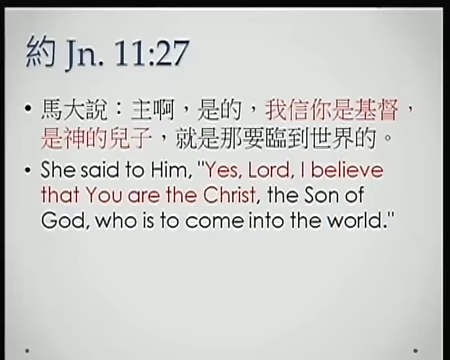 約 Jn. 11:27
• 馬大說：主啊，是的，我信你是基督，
是神的兒子，就是那要臨到世界的。
• She said to Him, "Yes, Lord, I believe
that You are the Christ, the Son of
God, who is to come into the world."